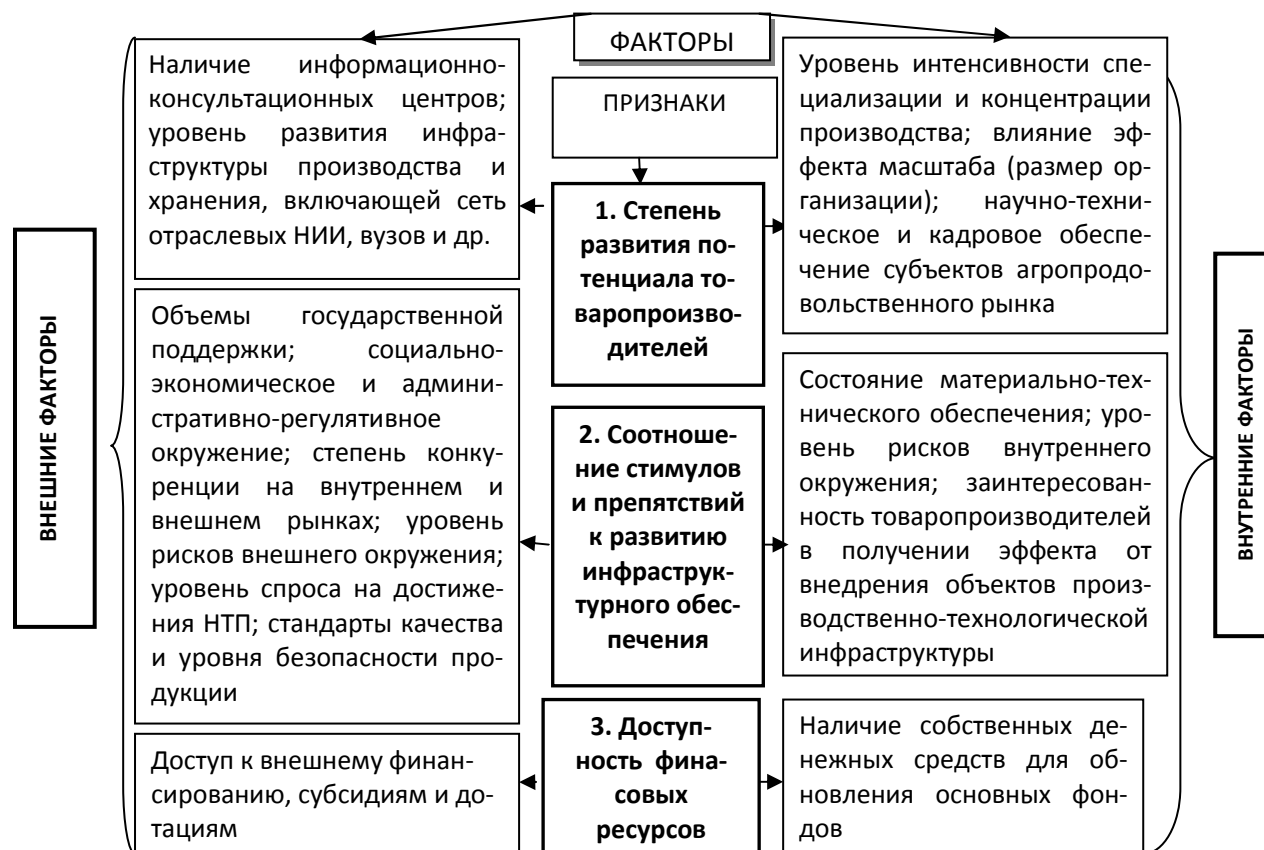 ФАКТОРЫ
ПРИЗНАКИ
ВНЕШНИЕ ФАКТОРЫ
Наличие информационно-
консультационных центров;
уровень развития инфра-
структуры производства и
хранения, включающей сеть
отраслевых НИИ, вузов и др.
1. Степень
развития по-
тенциала то-
варопроизво-
дителей
Уровень интенсивности спе-
циализации и концентрации
производства; влияние эф-
фекта масштаба (размер ор-
ганизации); научно-техни-
ческое и кадровое обеспе-
чение субъектов агропродо-
вольственного рынка
Объемы государственной
поддержки; социально-
экономическое и админи-
стративно-регулятивное
окружение; степень конку-
ренции на внутреннем и
внешнем рынках; уровень
рисков внешнего окружения;
уровень спроса на достиже-
ния НТП; стандарты качества
и уровня безопасности про-
дукции
2. Соотноше-
ние стимулов
и препятствий
к развитию
инфраструк-
турного обес-
печения
Состояние материально-тех-
нического обеспечения; уро-
вень рисков внутреннего
окружения; заинтересован-
ность товаропроизводителей
в получении эффекта от
внедрения объектов произ-
водственно-технологической
инфраструктуры
Доступ к внешнему финан-
сированию, субсидиям и до-
тациям
3. Доступ-
ность фина-
совых
ресурсов
Наличие собственных де-
нежных средств для об-
новления основных фон-
дов
ВНУТРЕННИЕ ФАКТОРЫ